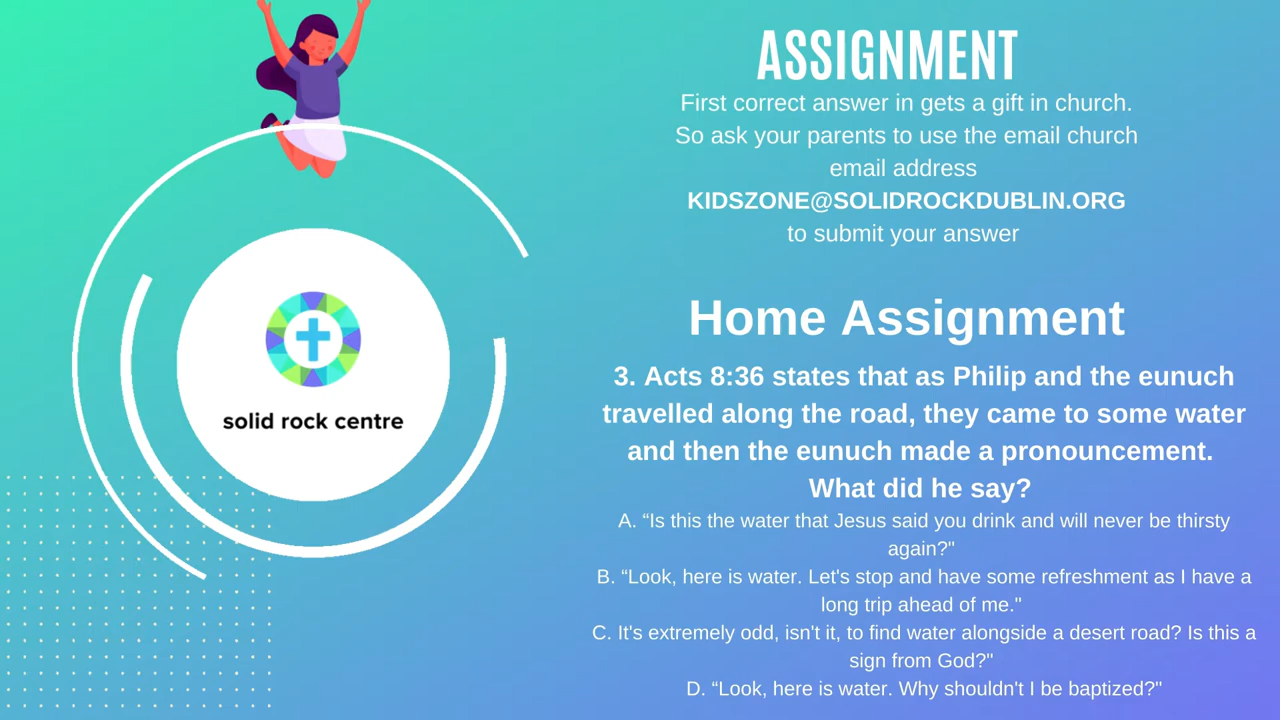 solid rock centre
ASSIGNMENT
First correct answer in gets a gift in church.
So ask your parents to use the email church
email address
KIDSZONE@SOLIDROCKDUBLIN.ORG
to submit your answer
Home Assignment
3. Acts 8:36 states that as Philip and the eunuch
travelled along the road, they came to some water
and then the eunuch made a pronouncement.
What did he say?
A. “Is this the water that Jesus said you drink and will never be thirsty
again?"
B. “Look, here is water. Let's stop and have some refreshment as I have a
long trip ahead of me."
C. It's extremely odd, isn't it, to find water alongside a desert road? Is this a
sign from God?"
D. “Look, here is water. Why shouldn't I be baptized?"